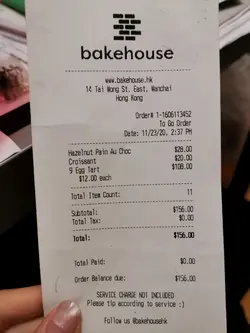 bakehouse
www.bakehouse.hk
14 Tai Wong St. East, Wanchai
Hong Kong
Order# 1-1606113452
To Go Order
Date: 11/23/20, 2:37 PM
Hazelnut Pain Au Choc $28.00
Croissant $20.00
9 Egg Tart $108.00
$12.00 each
Total Item Count: 11
Subtotal: $156.00
Total Tax: $0.00
Total: $156.00
Total Paid: $0.00
Order Balance due: $156.00
SERVICE CHARGE NOT INCLUDED
Please tip according to service :)
Follow us @bakehousehk